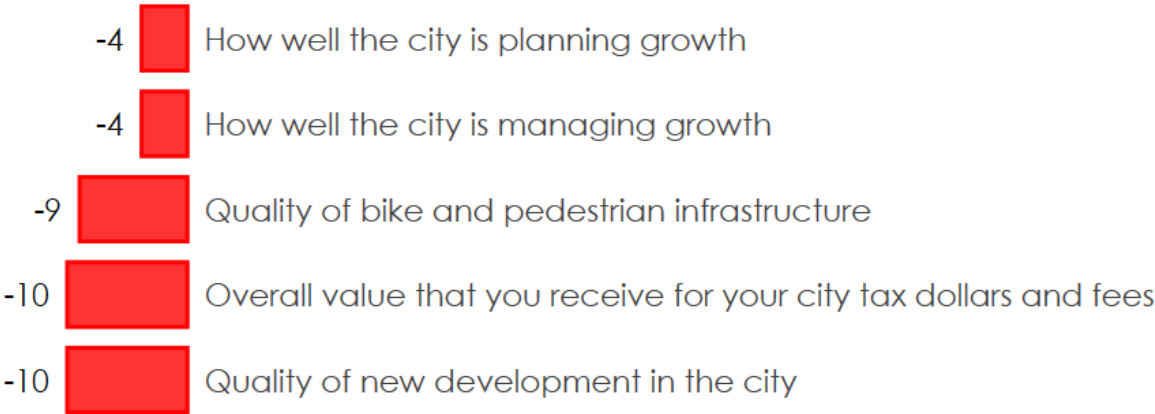 -4 How well the city is planning growth
-4 How well the city is managing growth
-9 Quality of bike and pedestrian infrastructure
-10 Overall value that you receive for your city tax dollars and fees
-10 Quality of new development in the city